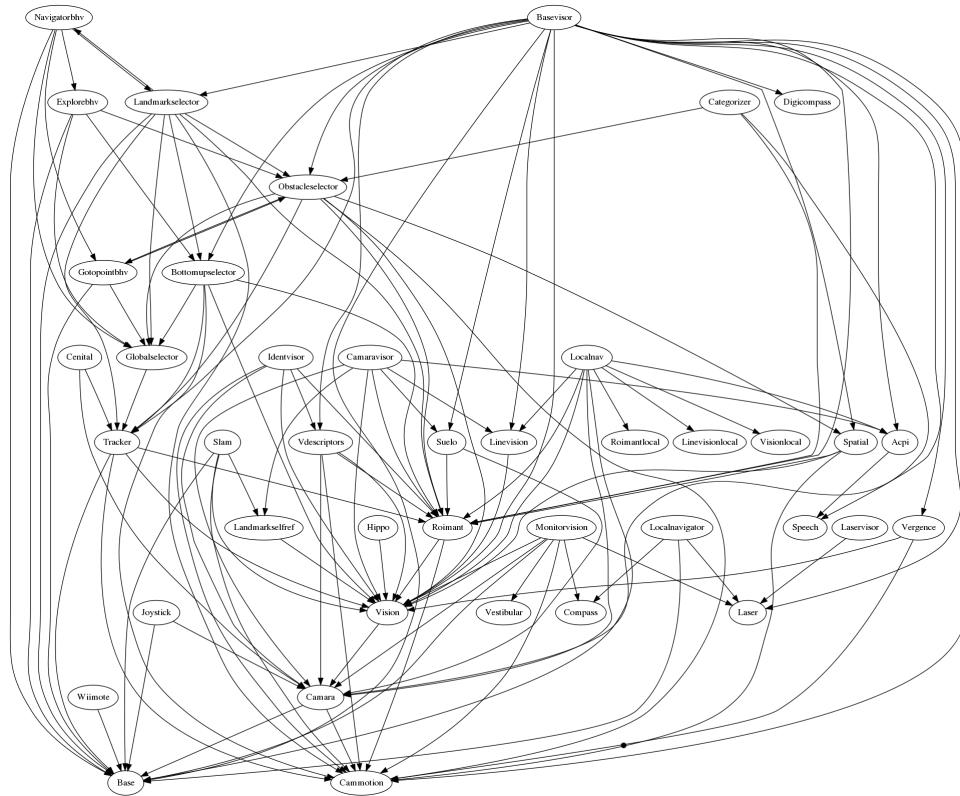 Navigatorbhv
Basevisor
Explorebhv
Landmarkselector
Categorizer
Digicompass
Obstacleselector
Gotopointbhv
Bottomupselector
Cenital
Globalselector
Identvisor
Camaravisor
Localnav
Tracker
Slam
Vdescriptors
Suelo
Linevision
Roimantlocal
Linevisionlocal
Visionlocal
Spatial
Acpi
Landmarkselfref
Hippo
Roimant
Monitorvision
Localnavigator
Speech
Laservisor
Vergence
Joystick
Vision
Vestibular
Compass
Laser
Wiimote
Camara
Base
Cammotion